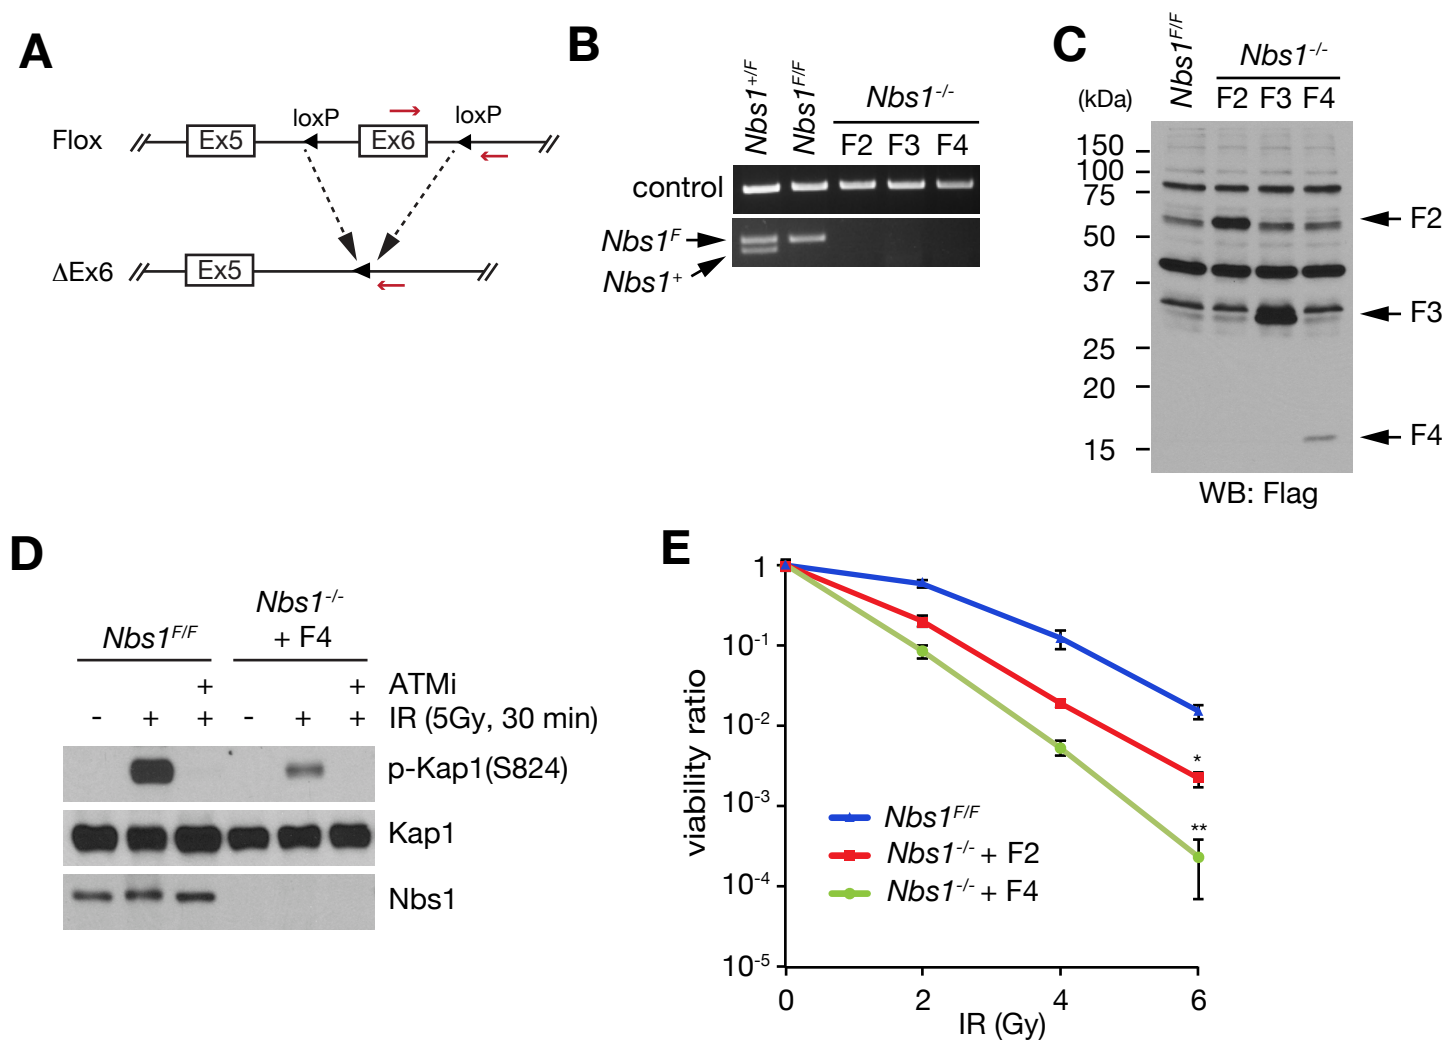 A
Flox
Ex5
loxP
Ex6
loxP
ΔEx6
Ex5
B
Nbs1+/F
Nbs1F/F
Nbs1-/-
F2 F3 F4
control
Nbs1F
Nbs1+
C
(kDa)
Nbs1F/F
Nbs1-/-
F2 F3 F4
150
100
75
50
37
25
20
15
F2
F3
F4
WB: Flag
D
Nbs1F/F
Nbs1-/-
+ F4
+ + ATMi
- + + - + + IR (5Gy, 30 min)
p-Kap1(S824)
Kap1
Nbs1
E
viability ratio
1
10-1
10-2
10-3
10-4
10-5
*
**
Nbs1F/F
Nbs1-/- + F2
Nbs1-/- + F4
0 2 4 6
IR (Gy)